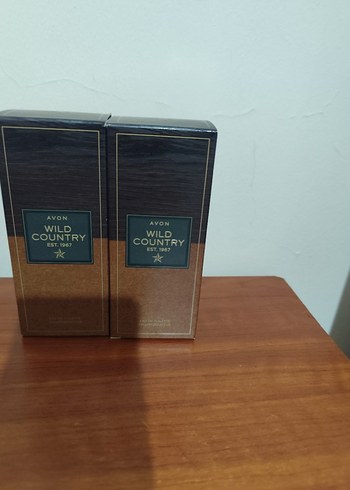 AVON
WILD
COUNTRY
EST. 1967
AVON
WILD
COUNTRY
EST. 1967